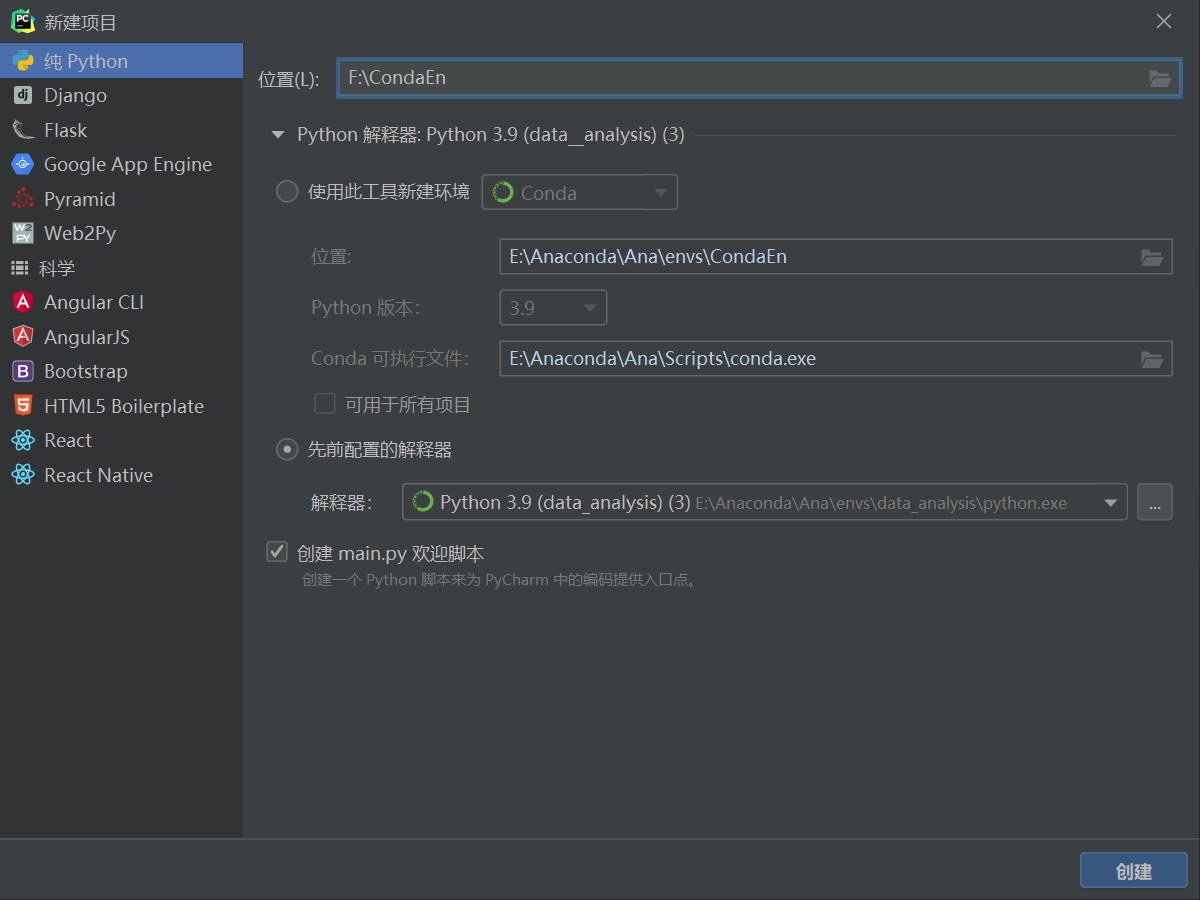 新建项目
纯 Python
Django
Flask
Google App Engine
Pyramid
Web2Py
科学
Angular CLI
AngularJS
Bootstrap
HTML5 Boilerplate
React
React Native
位置(L): F:\CondaEn
Python 解释器: Python 3.9 (data__analysis) (3)
使用此工具新建环境 Conda
位置: E:\Anaconda\Ana\envs\CondaEn
Python 版本: 3.9
Conda 可执行文件: E:\Anaconda\Ana\Scripts\conda.exe
可用于所有项目
先前配置的解释器
解释器: Python 3.9 (data_analysis) (3) E:\Anaconda\Ana\envs\data_analysis\python.exe ...
创建 main.py 欢迎脚本
创建一个 Python 脚本来为 PyCharm 中的编码提供入口点。
创建